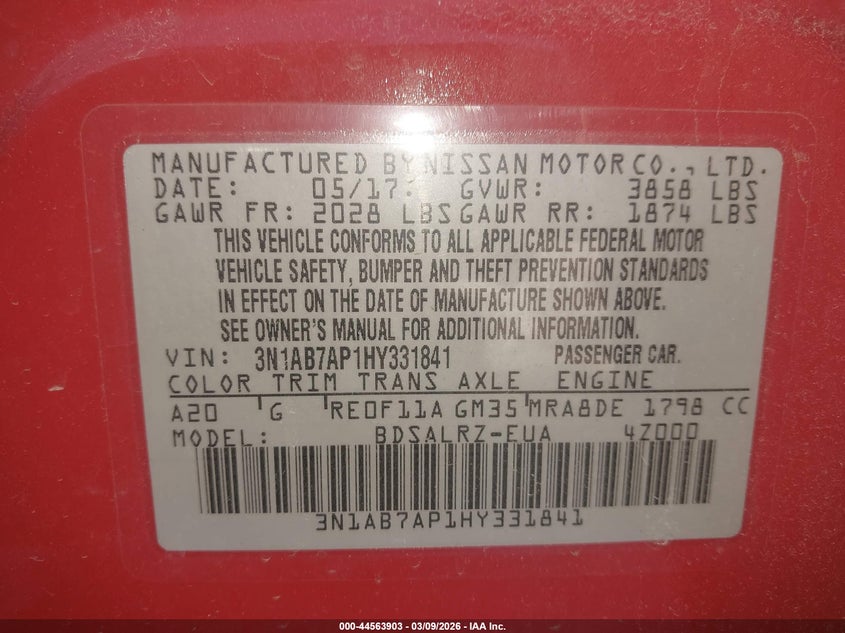 MANUFACTURED BY NISSAN MOTOR CO., LTD.
DATE: 05/17 GVWR: 3858 LBS
GAWR FR: 2028 LBS GAWR RR: 1874 LBS
THIS VEHICLE CONFORMS TO ALL APPLICABLE FEDERAL MOTOR
VEHICLE SAFETY, BUMPER AND THEFT PREVENTION STANDARDS
IN EFFECT ON THE DATE OF MANUFACTURE SHOWN ABOVE.
SEE OWNER'S MANUAL FOR ADDITIONAL INFORMATION.
VIN: 3N1AB7AP1HY331841 PASSENGER CAR.
COLOR TRIM TRANS AXLE ENGINE
A20 G RE0F11A GM35 MRA8DE 1798 CC
MODEL: BDSALRZ-EUA 4Z000
3N1AB7AP1HY331841
000-44563903 / 03/09/2026 - IAA Inc.